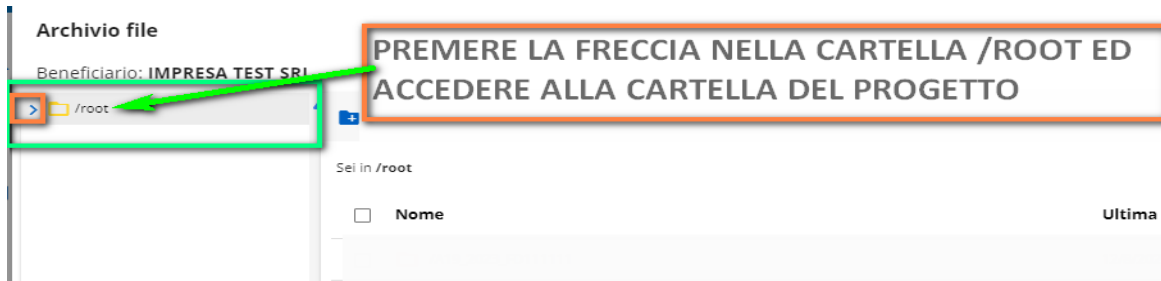 Archivio file
PREMERE LA FRECCIA NELLA CARTELLA /ROOT ED
ACCEDERE ALLA CARTELLA DEL PROGETTO
Beneficiario: IMPRESA TEST SRL
/root
Sei in /root
Nome
Ultima